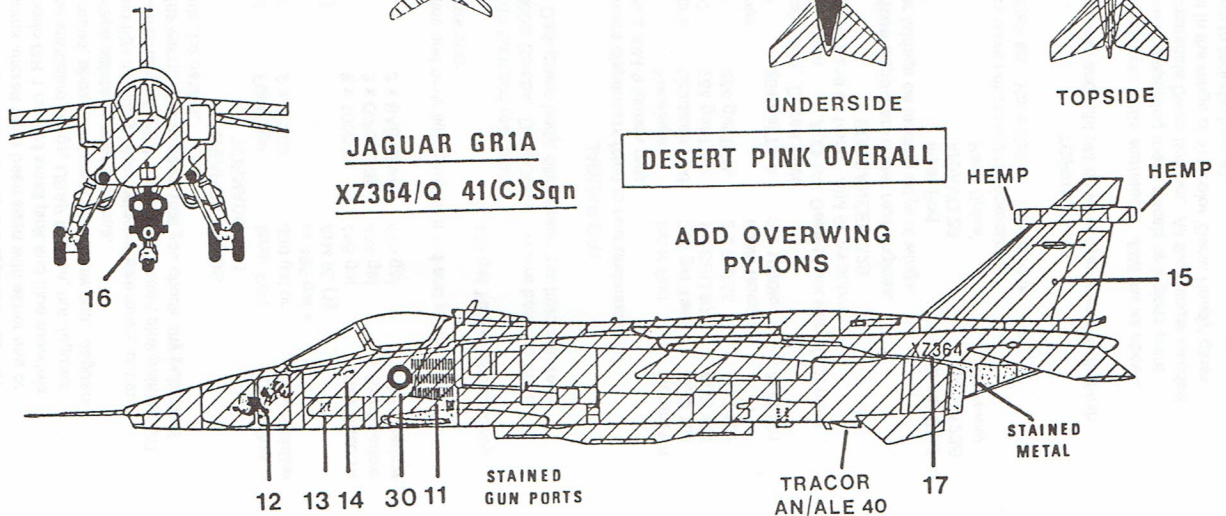 UNDERSIDE
TOPSIDE
JAGUAR GR1A
XZ364/Q 41(C) Sqn
DESERT PINK OVERALL
HEMP
HEMP
ADD OVERWING
PYLONS
16
15
XZ364
12
13
14
30
11
STAINED
GUN PORTS
TRACOR
AN/ALE 40
17
STAINED
METAL